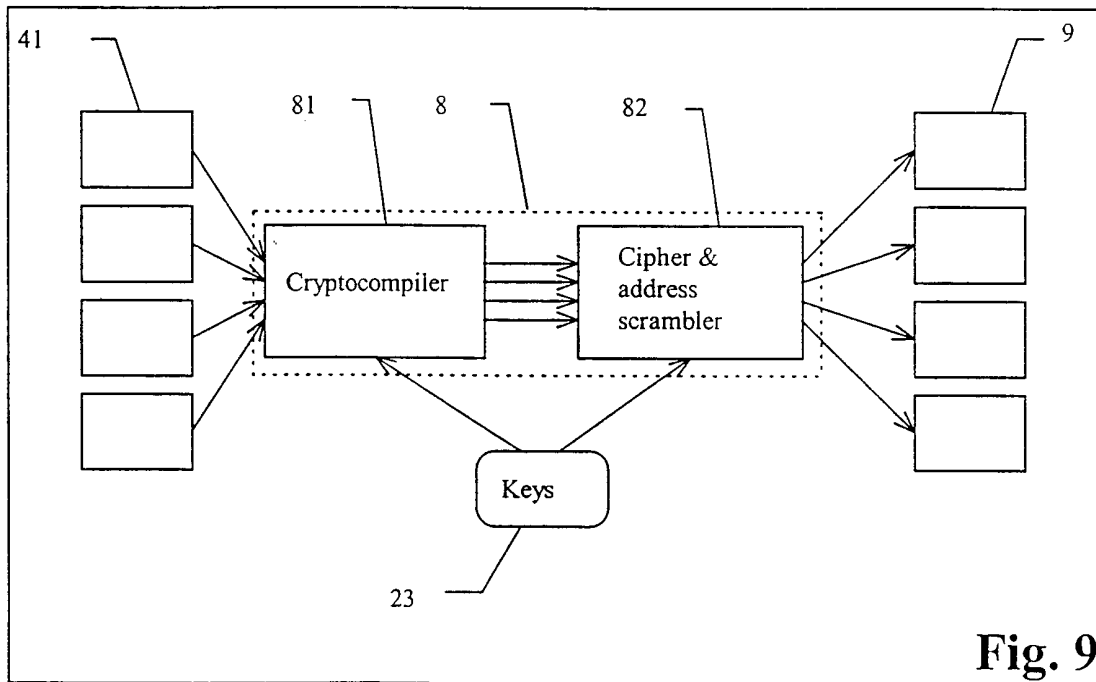 41
9
81
8
82
Cryptocompiler
Cipher &
address
scrambler
Keys
23
Fig. 9